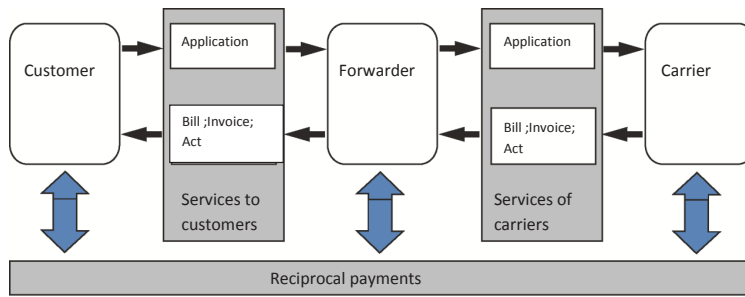 Customer
Application
Bill ;Invoice;
Act
Services to
customers
Forwarder
Application
Bill ;Invoice;
Act
Services of
carriers
Carrier
Reciprocal payments